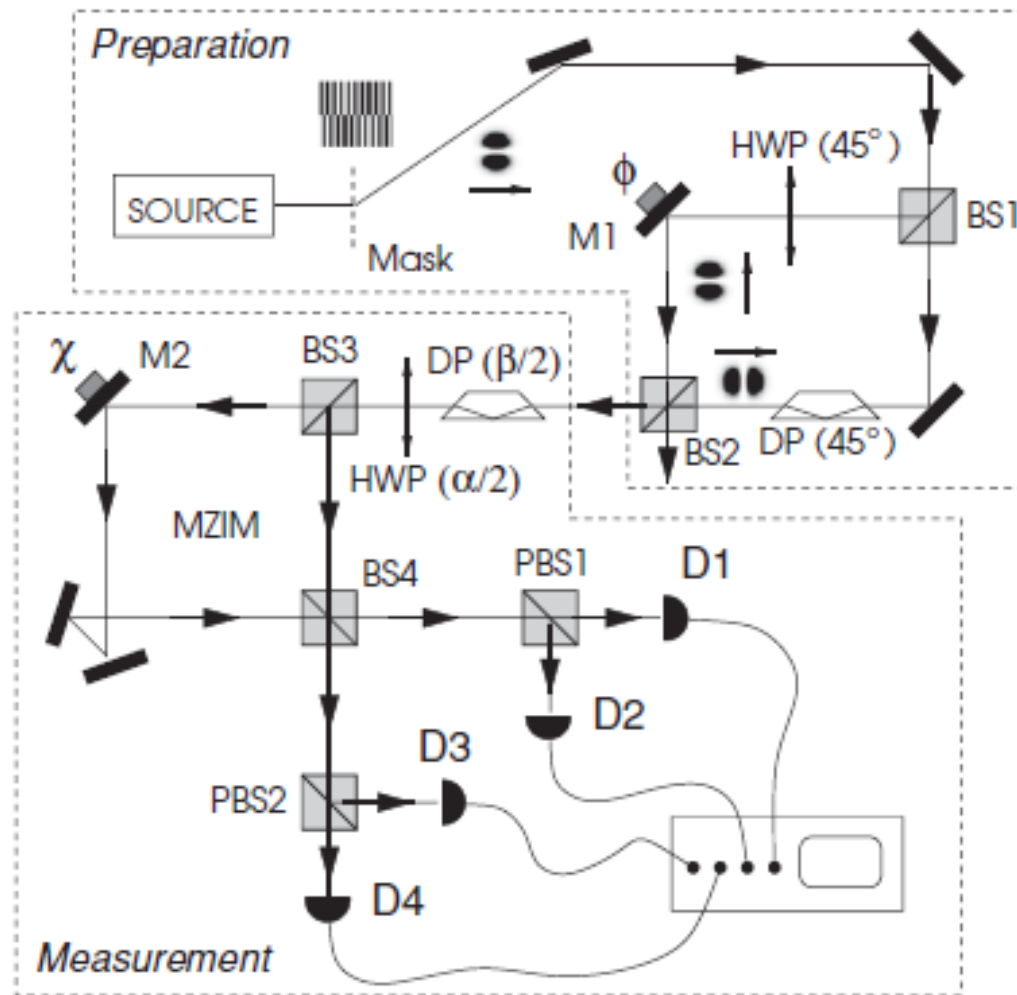 Preparation
SOURCE
Mask
HWP (45°)
ϕ
M1
BS1
DP (45°)
BS2
χ
M2
BS3
DP (β/2)
HWP (α/2)
MZIM
BS4
PBS1
D1
D2
D3
PBS2
D4
Measurement